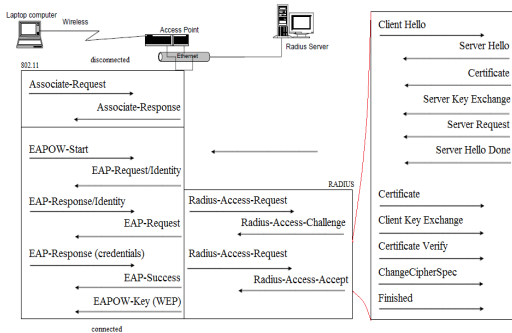 Laptop computer
Wireless
Access Point
Ethernet
Radius Server
disconnected
802.11
Associate-Request
Associate-Response
EAPOW-Start
EAP-Request/Identity
RADIUS
EAP-Response/Identity
Radius-Access-Request
EAP-Request
Radius-Access-Challenge
EAP-Response (credentials)
Radius-Access-Request
EAP-Success
Radius-Access-Accept
EAPOW-Key (WEP)
connected
Client Hello
Server Hello
Certificate
Server Key Exchange
Server Request
Server Hello Done
Certificate
Client Key Exchange
Certificate Verify
ChangeCipherSpec
Finished